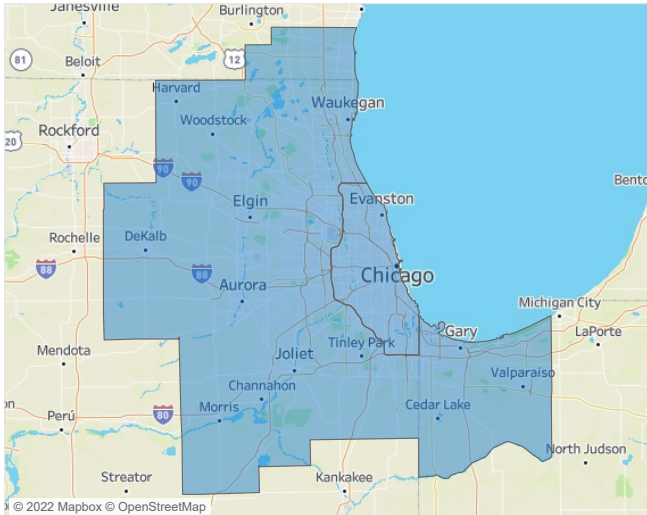 Janesville
Burlington
81
12
Beloit
Harvard
Waukegan
Woodstock
20
Rockford
90
90
Bento
Elgin
Evanston
DeKalb
Rochelle
88
88
Chicago
Aurora
Michigan City
Gary
LaPorte
Tinley Park
Mendota
Joliet
Valparaiso
Channahon
Cedar Lake
Morris
80
Perú
on
North Judson
Streator
Kankakee
© 2022 Mapbox © OpenStreetMap